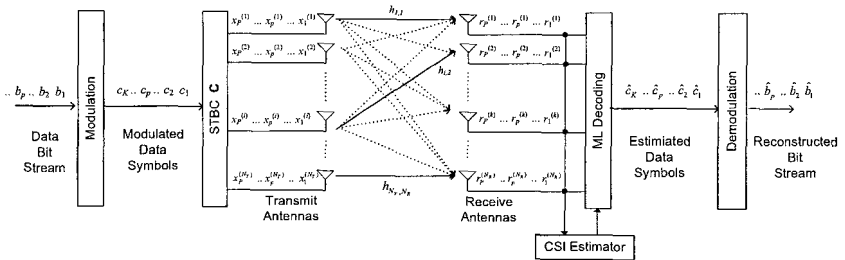 .. b_p .. b_2 b_1
Data
Bit
Stream
Modulation
c_K .. c_p .. c_2 c_1
Modulated
Data
Symbols
STBC C
x_P^(1) ... x_p^(1) ... x_1^(1)
x_P^(2) ... x_p^(2) ... x_1^(2)
x_P^(i) ... x_p^(i) ... x_1^(i)
x_P^(N_T) .. x_p^(N_T) .. x_1^(N_T)
Transmit
Antennas
h_1,1
h_i,2
h_N_T,N_R
r_P^(1) ... r_p^(1) ... r_1^(1)
r_P^(2) ... r_p^(2) ... r_1^(2)
r_P^(k) ... r_p^(k) ... r_1^(k)
r_P^(N_R) .. r_p^(N_R) .. r_1^(N_R)
Receive
Antennas
ML Decoding
CSI Estimator
ĉ_K .. ĉ_p .. ĉ_2 ĉ_1
Estimiated
Data
Symbols
Demodulation
.. b̂_p .. b̂_2 b̂_1
Reconstructed
Bit
Stream